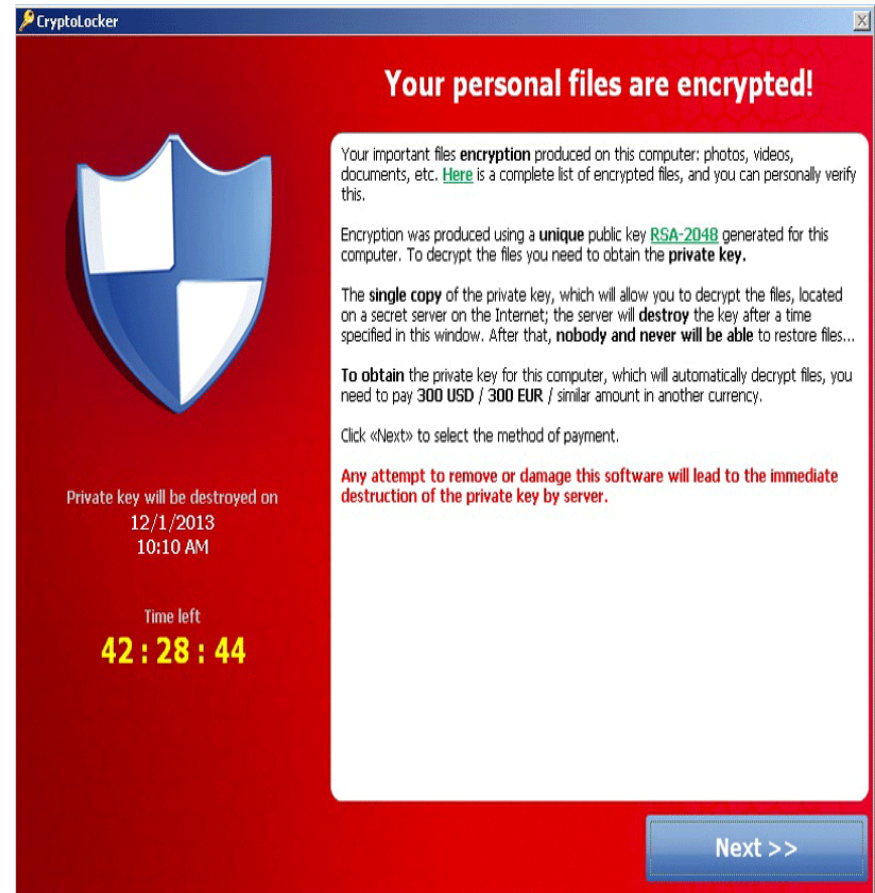 CryptoLocker
Your personal files are encrypted!
Your important files encryption produced on this computer: photos, videos,
documents, etc. Here is a complete list of encrypted files, and you can personally verify
this.
Encryption was produced using a unique public key RSA-2048 generated for this
computer. To decrypt the files you need to obtain the private key.
The single copy of the private key, which will allow you to decrypt the files, located
on a secret server on the Internet; the server will destroy the key after a time
specified in this window. After that, nobody and never will be able to restore files...
To obtain the private key for this computer, which will automatically decrypt files, you
need to pay 300 USD / 300 EUR / similar amount in another currency.
Click «Next» to select the method of payment.
Any attempt to remove or damage this software will lead to the immediate
destruction of the private key by server.
Private key will be destroyed on
12/1/2013
10:10 AM
Time left
42 : 28 : 44
Next >>